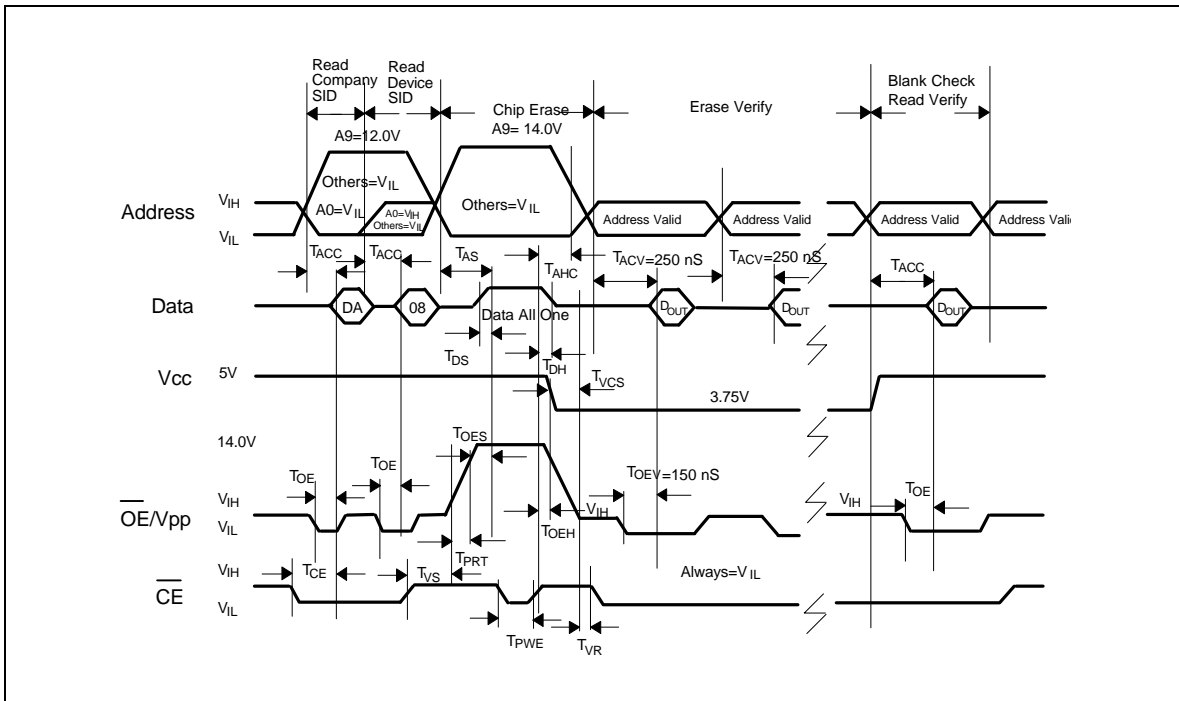 Read
Company
SID
Read
Device
SID
Chip Erase
Erase Verify
Blank Check
Read Verify
A9=12.0V
A9= 14.0V
Others=VIL
Address
VIH
VIL
A0=VIL
A0=VIH
Others=VIL
Others=VIL
Address Valid
Address Valid
Address Valid
Address Valid
TACC
TACC
TAS
TAHC
TACV=250 nS
TACV=250 nS
TACC
Data
DA
08
Data All One
DOUT
DOUT
DOUT
TDS
TDH
TVCS
Vcc
5V
3.75V
14.0V
TOES
TOE
TOE
TOEV=150 nS
TOE
OE/Vpp
VIH
VIL
VIH
VIH
TOEH
TPRT
CE
VIH
VIL
TCE
TVS
Always=VIL
TPWE
TVR